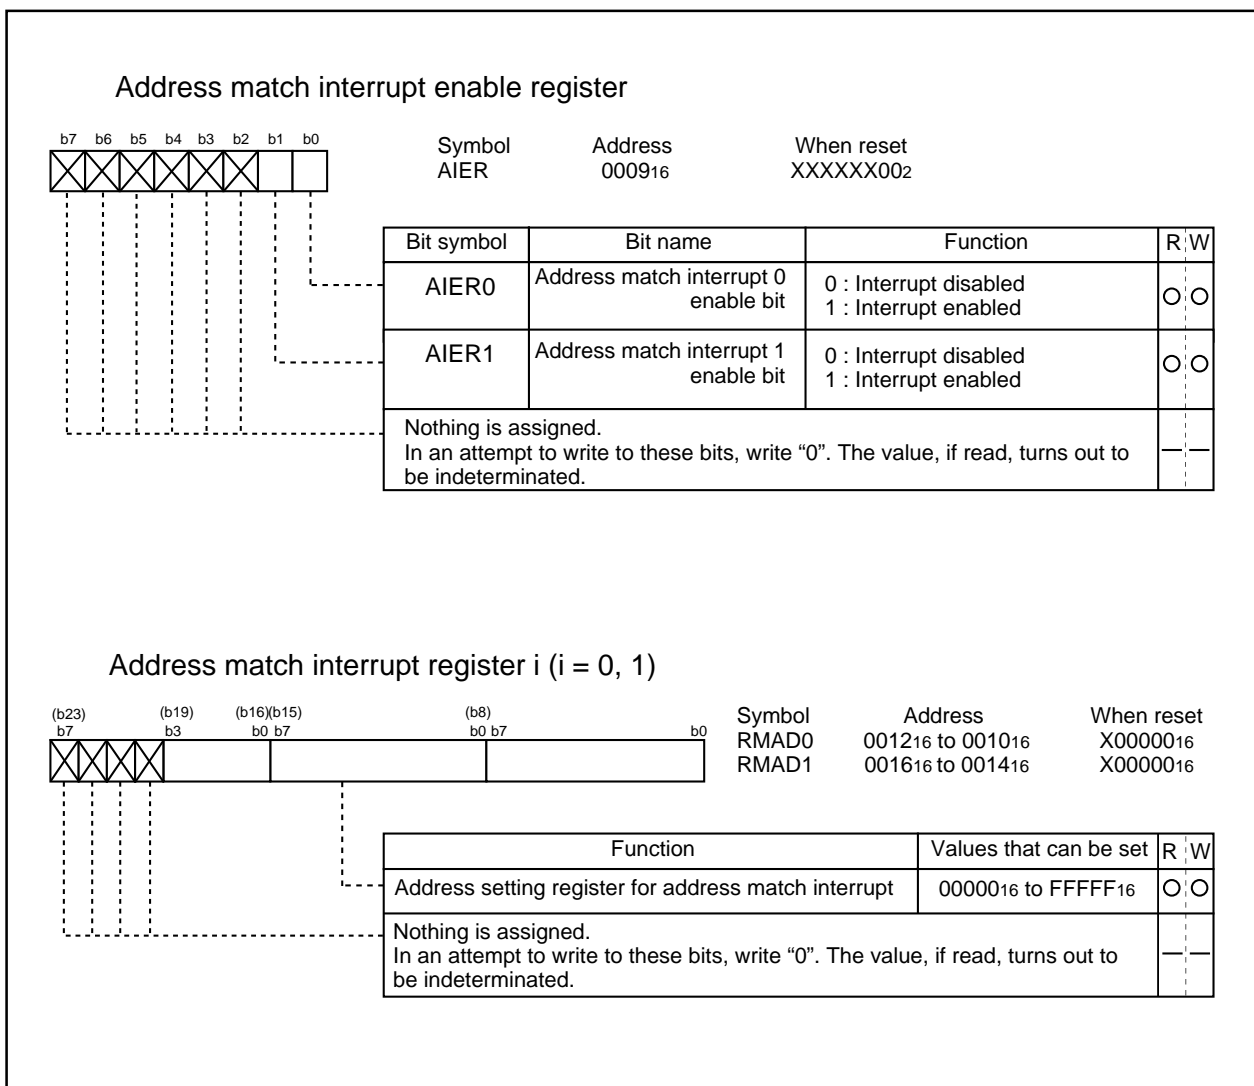 Address match interrupt enable register
b7 b6 b5 b4 b3 b2 b1 b0
Symbol Address When reset
AIER 000916 XXXXXX002
Bit symbol Bit name Function R W
AIER0 Address match interrupt 0 enable bit 0 : Interrupt disabled
1 : Interrupt enabled
AIER1 Address match interrupt 1 enable bit 0 : Interrupt disabled
1 : Interrupt enabled
Nothing is assigned.
In an attempt to write to these bits, write “0”. The value, if read, turns out to
be indeterminated.
Address match interrupt register i (i = 0, 1)
(b23) (b19) (b16)(b15) (b8)
b7 b3 b0 b7 b0 b7 b0
Symbol Address When reset
RMAD0 001216 to 001016 X0000016
RMAD1 001616 to 001416 X0000016
Function Values that can be set R W
Address setting register for address match interrupt 0000016 to FFFFF16
Nothing is assigned.
In an attempt to write to these bits, write “0”. The value, if read, turns out to
be indeterminated.